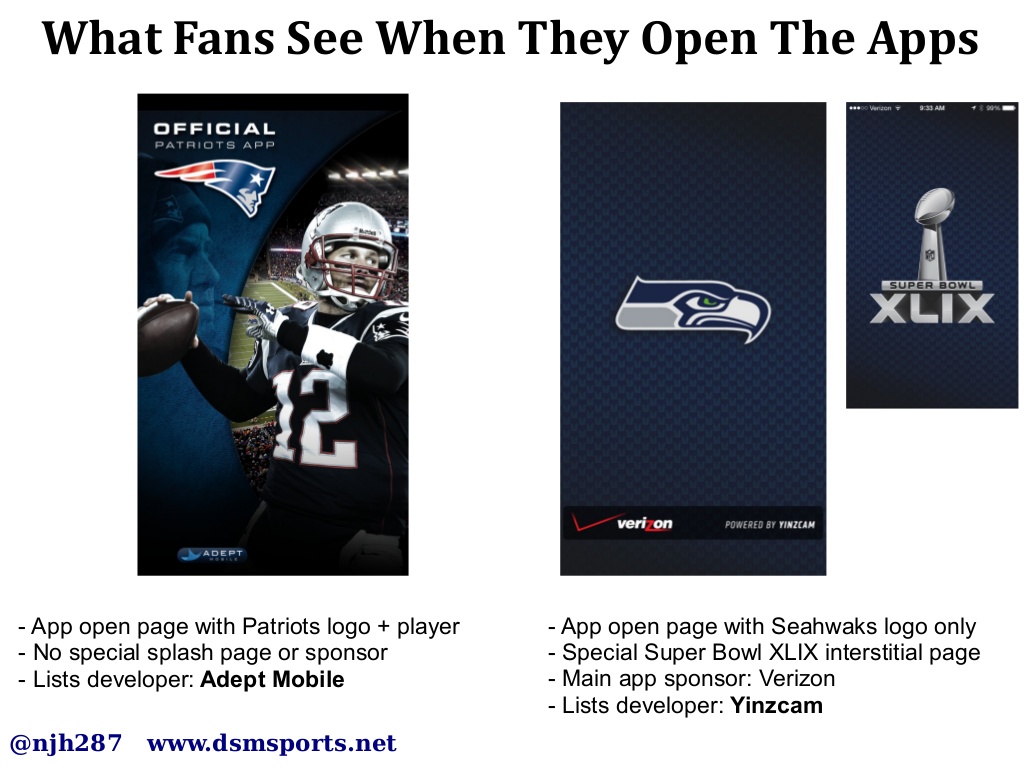 What Fans See When They Open The Apps
OFFICIAL
PATRIOTS APP
12
ADEPT
MOBILE
verizon
POWERED BY YINZCAM
Verizon 9:33 AM 99%
NFL
SUPER BOWL
XLIX
- App open page with Patriots logo + player
- No special splash page or sponsor
- Lists developer: Adept Mobile
- App open page with Seahwaks logo only
- Special Super Bowl XLIX interstitial page
- Main app sponsor: Verizon
- Lists developer: Yinzcam
@njh287 www.dsmsports.net